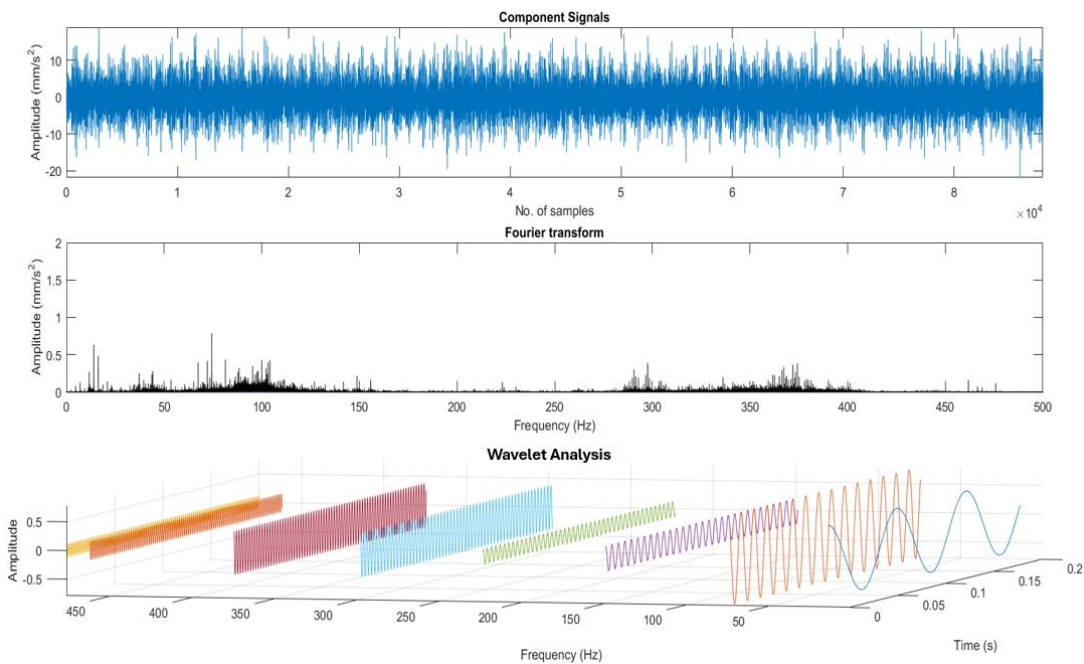 Component Signals
Amplitude (mm/s²)
10
0
-10
-20
0 1 2 3 4 5 6 7 8
No. of samples
×10⁴
Fourier transform
Amplitude (mm/s²)
2
1.5
1
0.5
0
0 50 100 150 200 250 300 350 400 450 500
Frequency (Hz)
Wavelet Analysis
Amplitude
0.5
0
-0.5
450 400 350 300 250 200 150 100 50
0 0.05 0.1 0.15 0.2
Frequency (Hz)
Time (s)